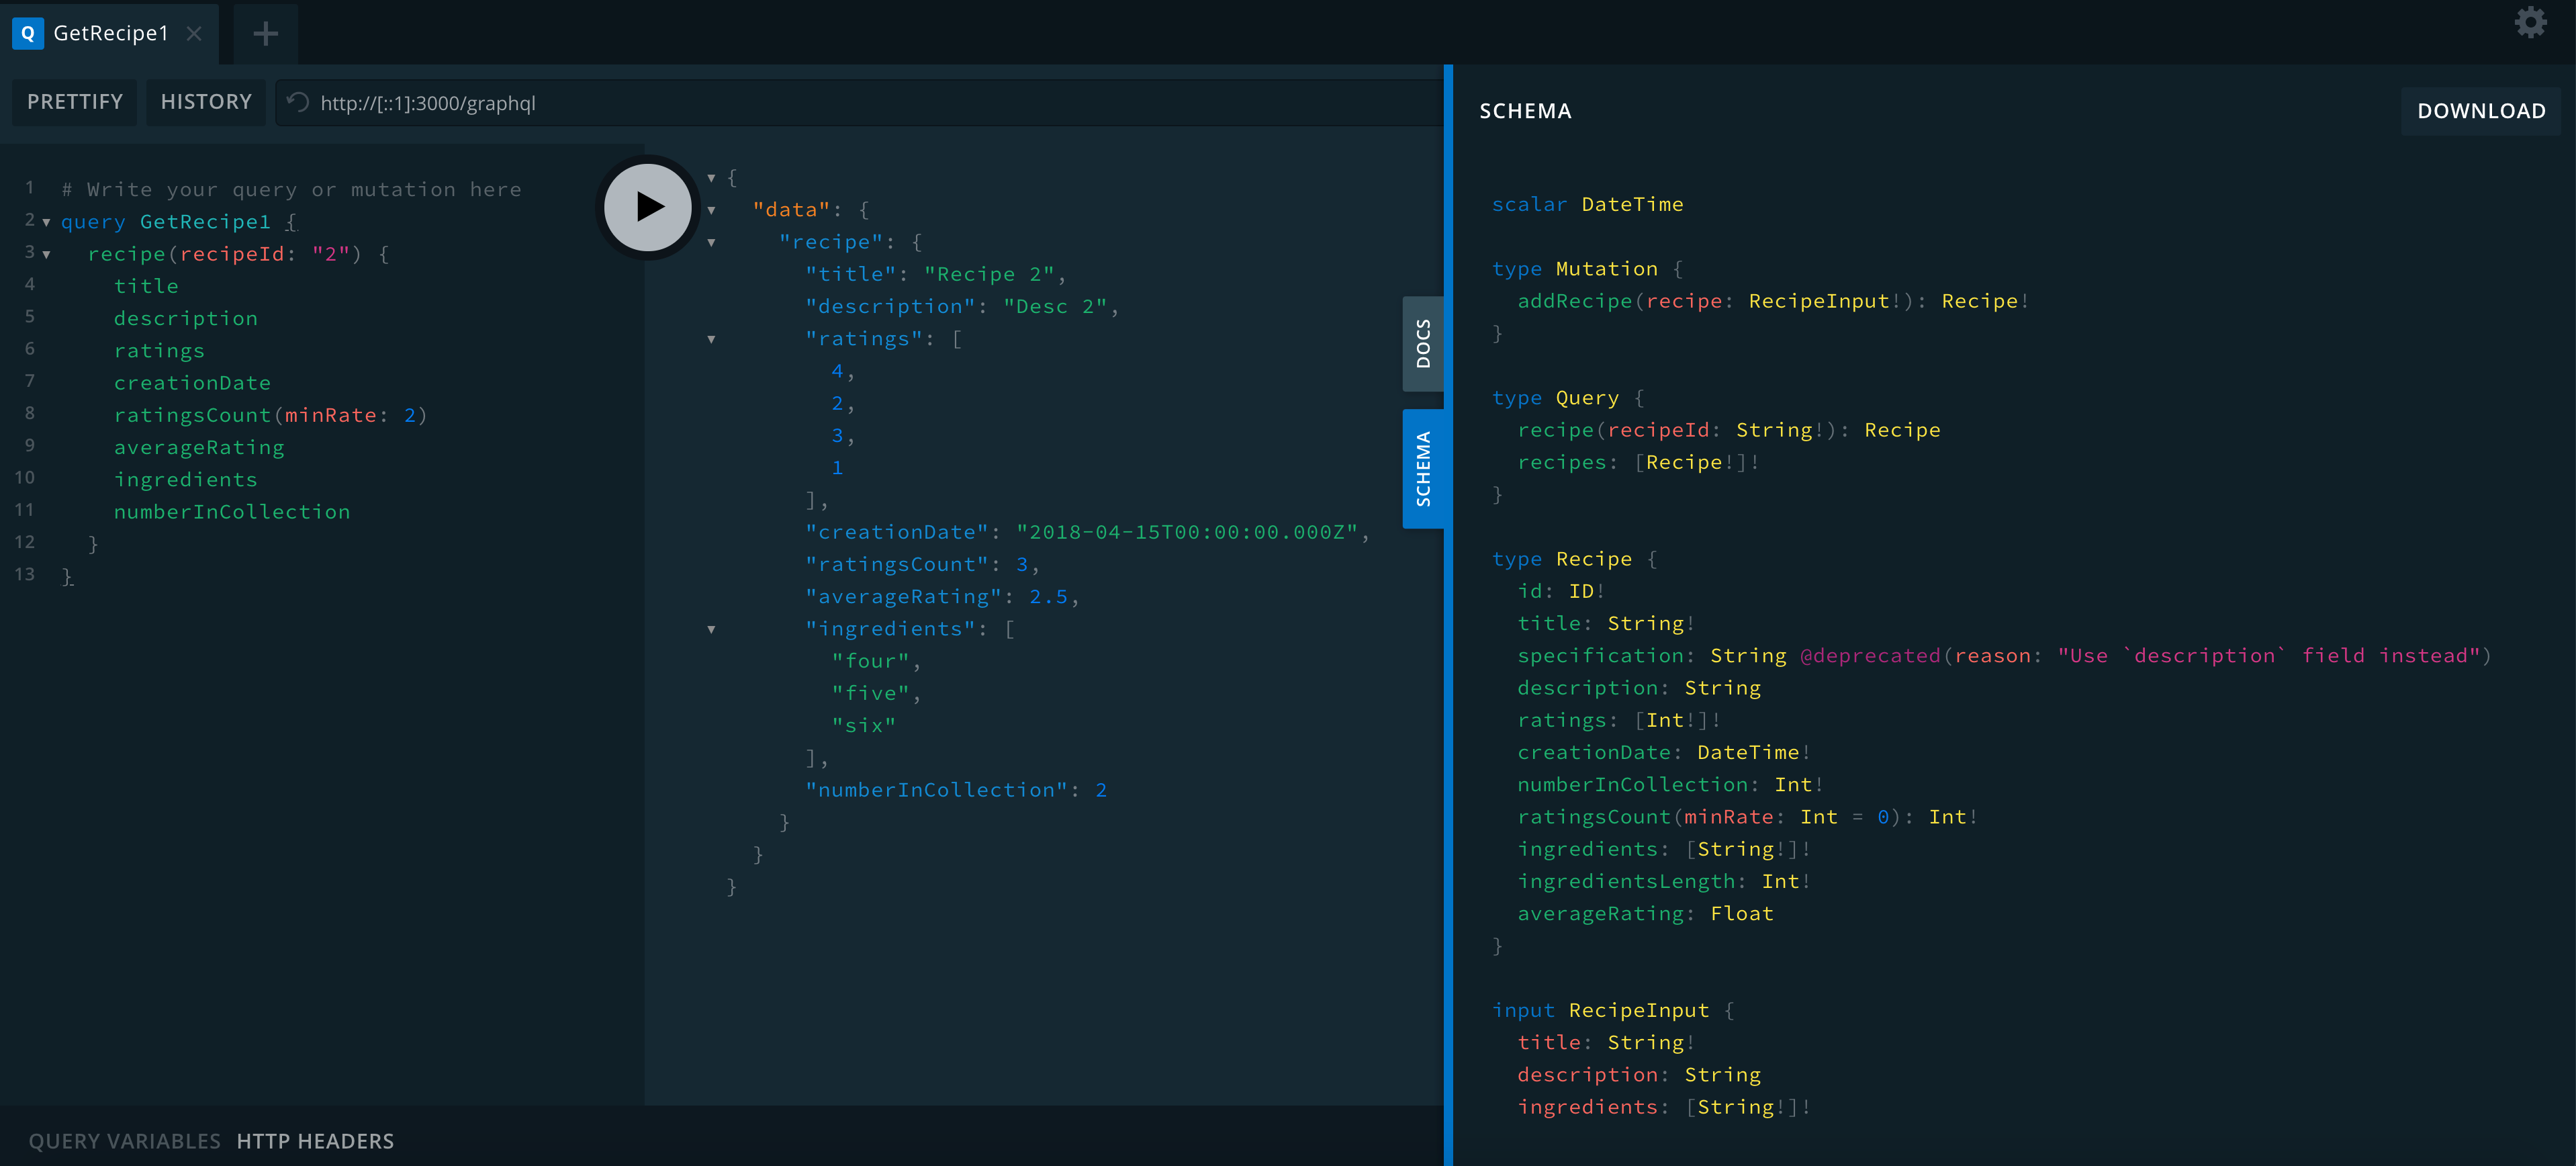 GetRecipe1
PRETTIFY
HISTORY
http://[::1]:3000/graphql
1 # Write your query or mutation here
2 query GetRecipe1 {
3 recipe(recipeId: "2") {
4 title
5 description
6 ratings
7 creationDate
8 ratingsCount(minRate: 2)
9 averageRating
10 ingredients
11 numberInCollection
12 }
13 }
{
"data": {
"recipe": {
"title": "Recipe 2",
"description": "Desc 2",
"ratings": [
4,
2,
3,
1
],
"creationDate": "2018-04-15T00:00:00.000Z",
"ratingsCount": 3,
"averageRating": 2.5,
"ingredients": [
"four",
"five",
"six"
],
"numberInCollection": 2
}
}
}
DOCS
SCHEMA
SCHEMA
DOWNLOAD
scalar DateTime
type Mutation {
addRecipe(recipe: RecipeInput!): Recipe!
}
type Query {
recipe(recipeId: String!): Recipe
recipes: [Recipe!]!
}
type Recipe {
id: ID!
title: String!
specification: String @deprecated(reason: "Use `description` field instead")
description: String
ratings: [Int!]!
creationDate: DateTime!
numberInCollection: Int!
ratingsCount(minRate: Int = 0): Int!
ingredients: [String!]!
ingredientsLength: Int!
averageRating: Float
}
input RecipeInput {
title: String!
description: String
ingredients: [String!]!
QUERY VARIABLES
HTTP HEADERS